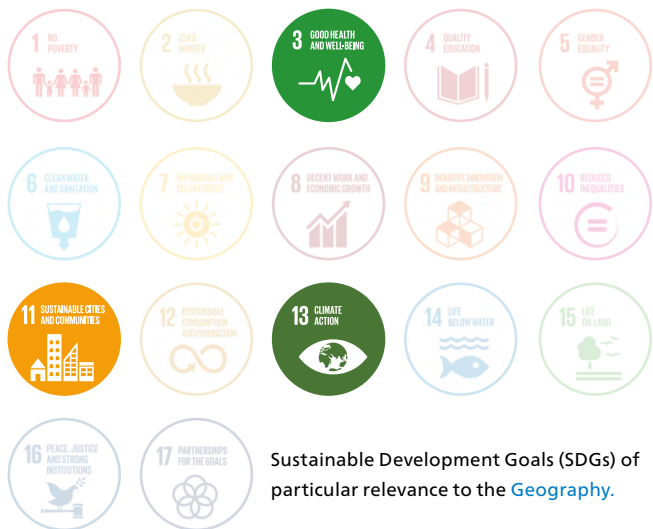 1 NO
POVERTY
2 ZERO
HUNGER
3 GOOD HEALTH
AND WELL-BEING
4 QUALITY
EDUCATION
5 GENDER
EQUALITY
6 CLEAN WATER
AND SANITATION
7 AFFORDABLE AND
CLEAN ENERGY
8 DECENT WORK AND
ECONOMIC GROWTH
9 INDUSTRY, INNOVATION
AND INFRASTRUCTURE
10 REDUCED
INEQUALITIES
11 SUSTAINABLE CITIES
AND COMMUNITIES
12 RESPONSIBLE
CONSUMPTION
AND PRODUCTION
13 CLIMATE
ACTION
14 LIFE
BELOW WATER
15 LIFE
ON LAND
16 PEACE, JUSTICE
AND STRONG
INSTITUTIONS
17 PARTNERSHIPS
FOR THE GOALS
Sustainable Development Goals (SDGs) of
particular relevance to the Geography.